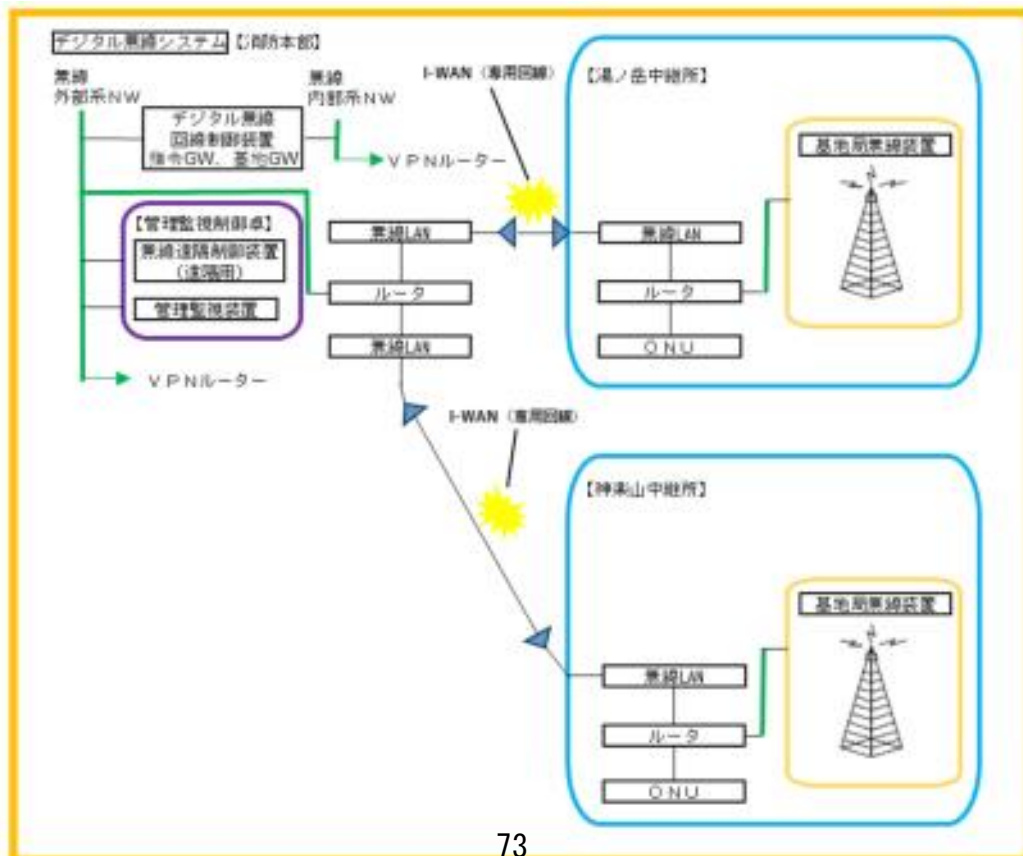 デジタル無線システム【消防本部】
無線
外部系NW
無線
内部系NW
デジタル無線
回線制御装置
指令GW、基地GW
VPNルーター
【管理監視制御卓】
無線遠隔制御装置
(遠隔用)
管理監視装置
VPNルーター
無線LAN
ルータ
無線LAN
I-WAN（専用回線）
【湯ノ岳中継所】
基地局無線装置
無線LAN
ルータ
ONU
I-WAN（専用回線）
【神楽山中継所】
基地局無線装置
無線LAN
ルータ
ONU
73